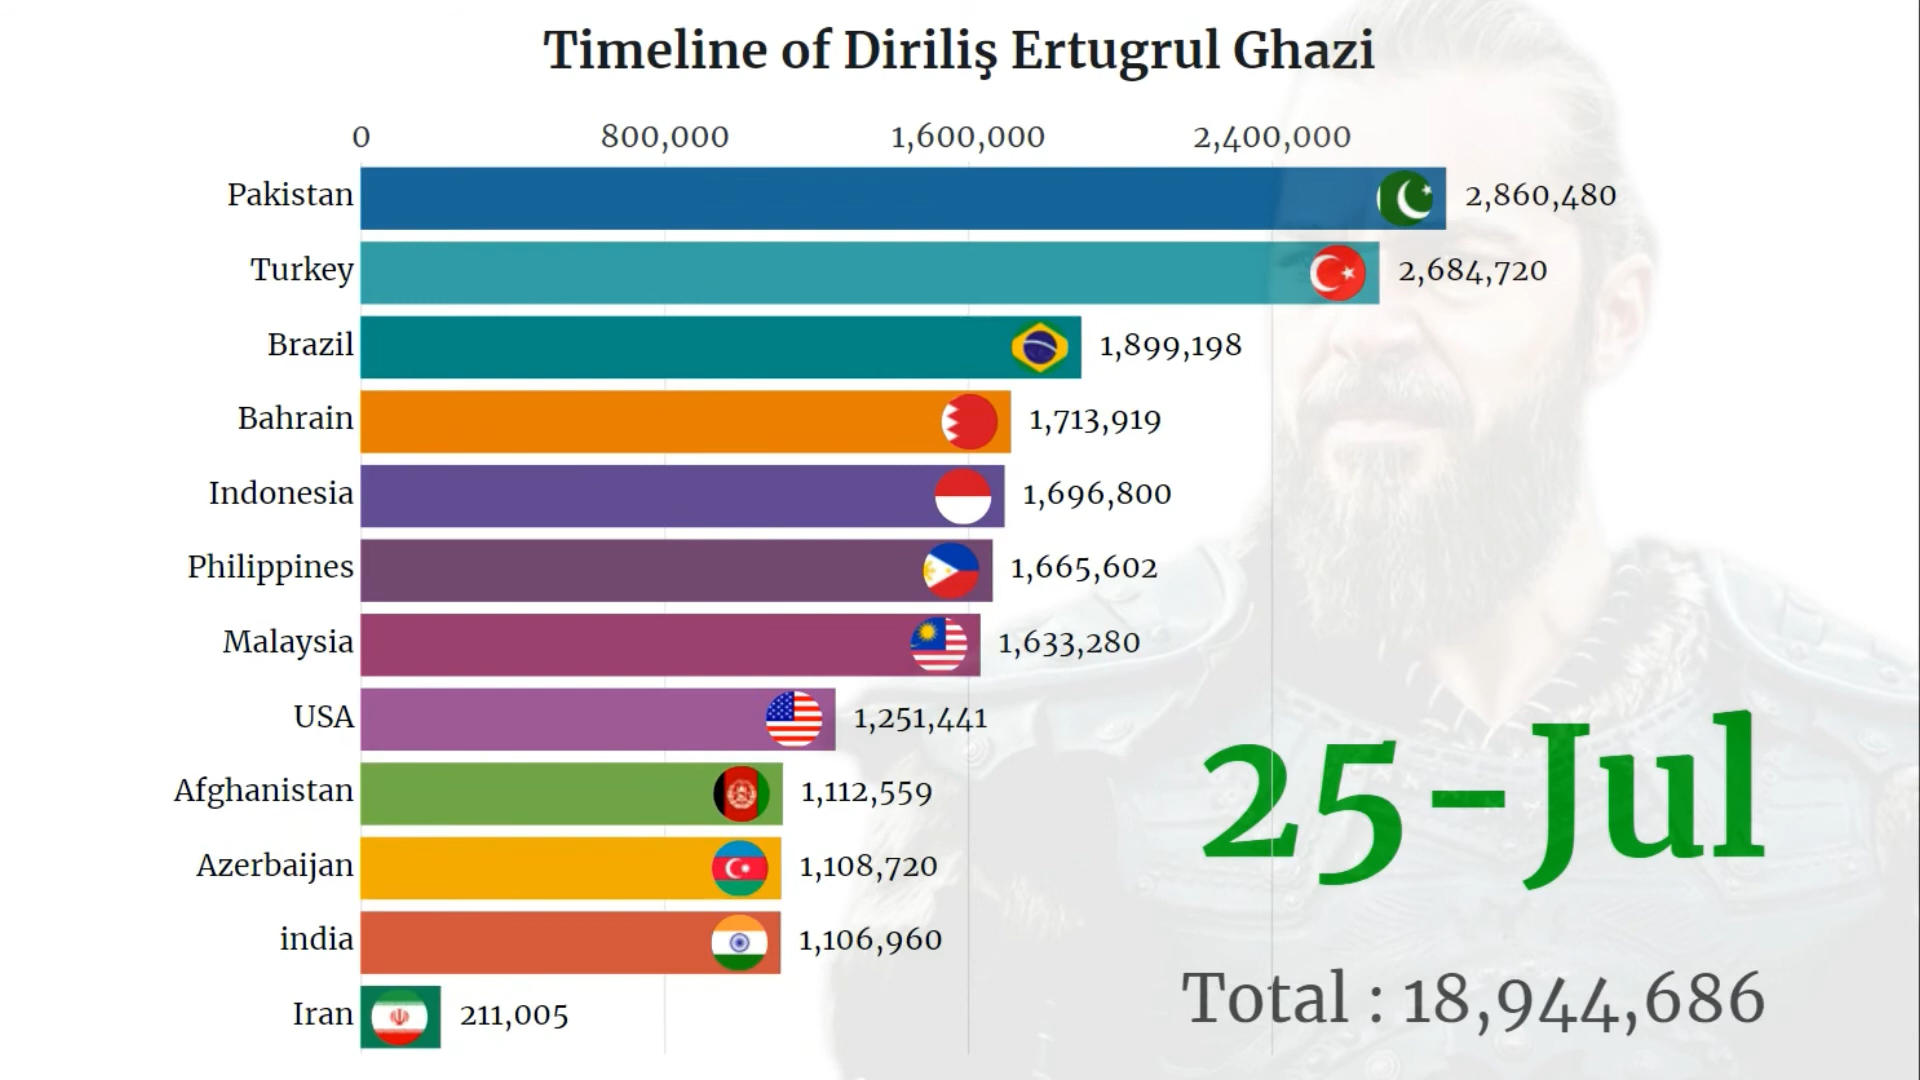 Timeline of Diriliş Ertugrul Ghazi
0 800,000 1,600,000 2,400,000
Pakistan 2,860,480
Turkey 2,684,720
Brazil 1,899,198
Bahrain 1,713,919
Indonesia 1,696,800
Philippines 1,665,602
Malaysia 1,633,280
USA 1,251,441
Afghanistan 1,112,559
Azerbaijan 1,108,720
india 1,106,960
Iran 211,005
25-Jul
Total : 18,944,686